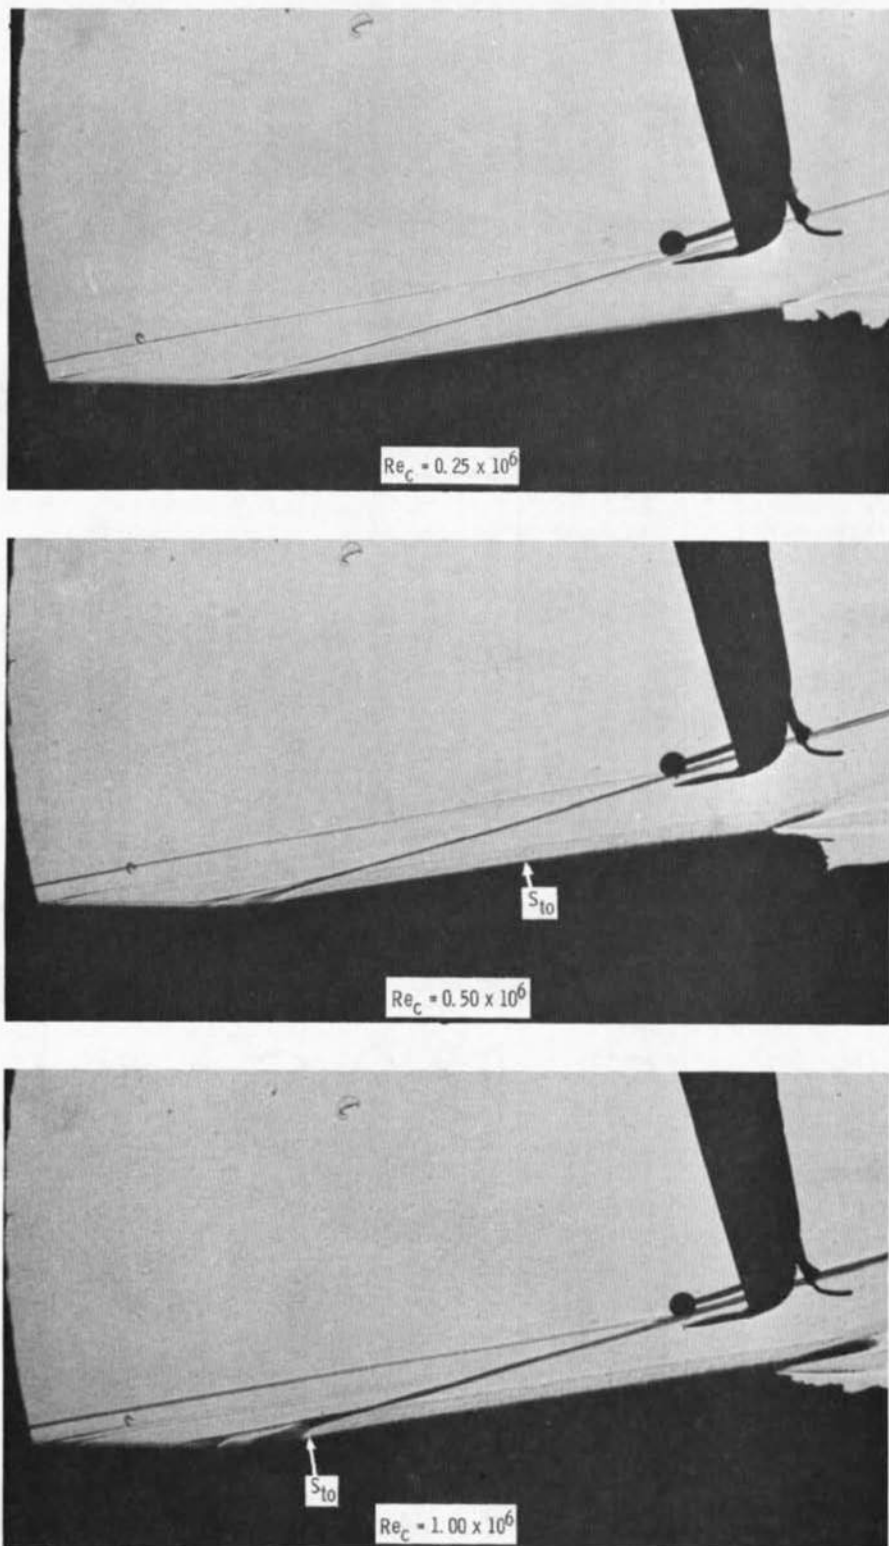 Re_c = 0.25 x 10^6
S_to
Re_c = 0.50 x 10^6
S_to
Re_c = 1.00 x 10^6